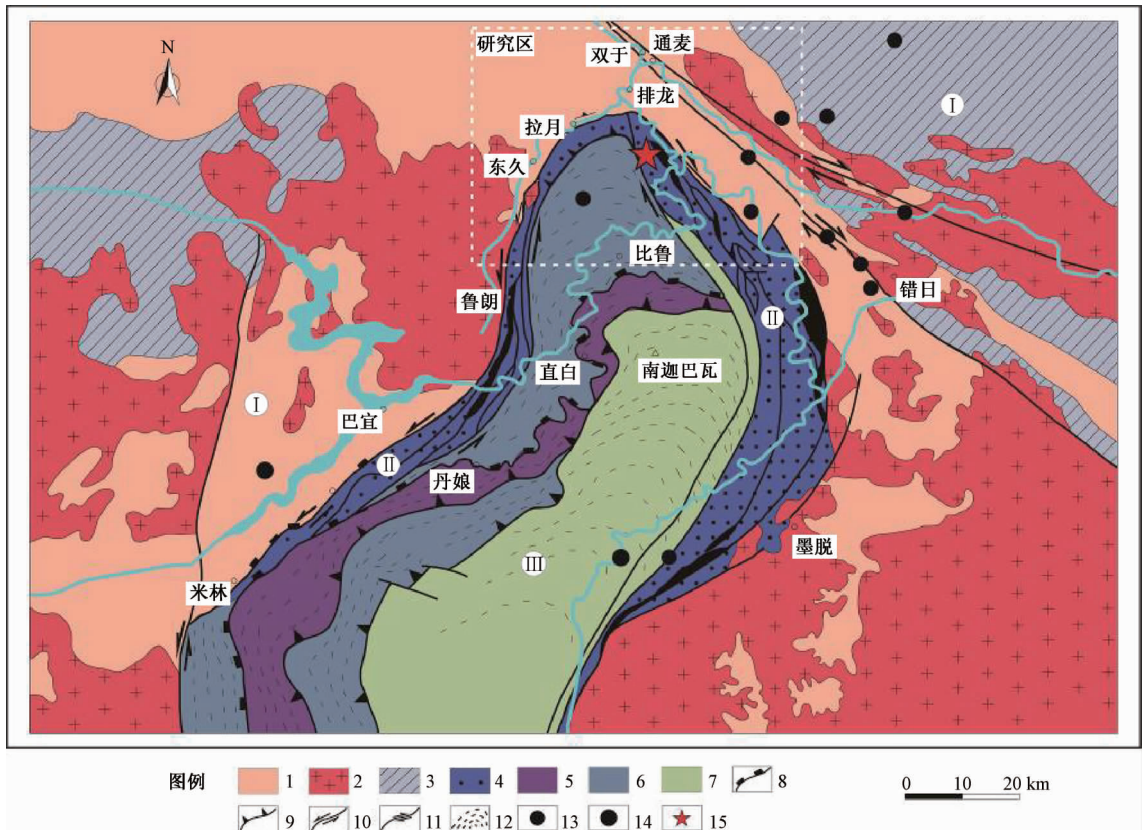 研究区
双于
通麦
N
Ⅰ
排龙
拉月
东久
比鲁
错日
鲁朗
Ⅱ
直白
南迦巴瓦
Ⅰ
巴宜
Ⅱ
丹娘
墨脱
Ⅲ
米林
图例 1 2 3 4 5 6 7 8
0 10 20 km
9 10 11 12 13 14 15